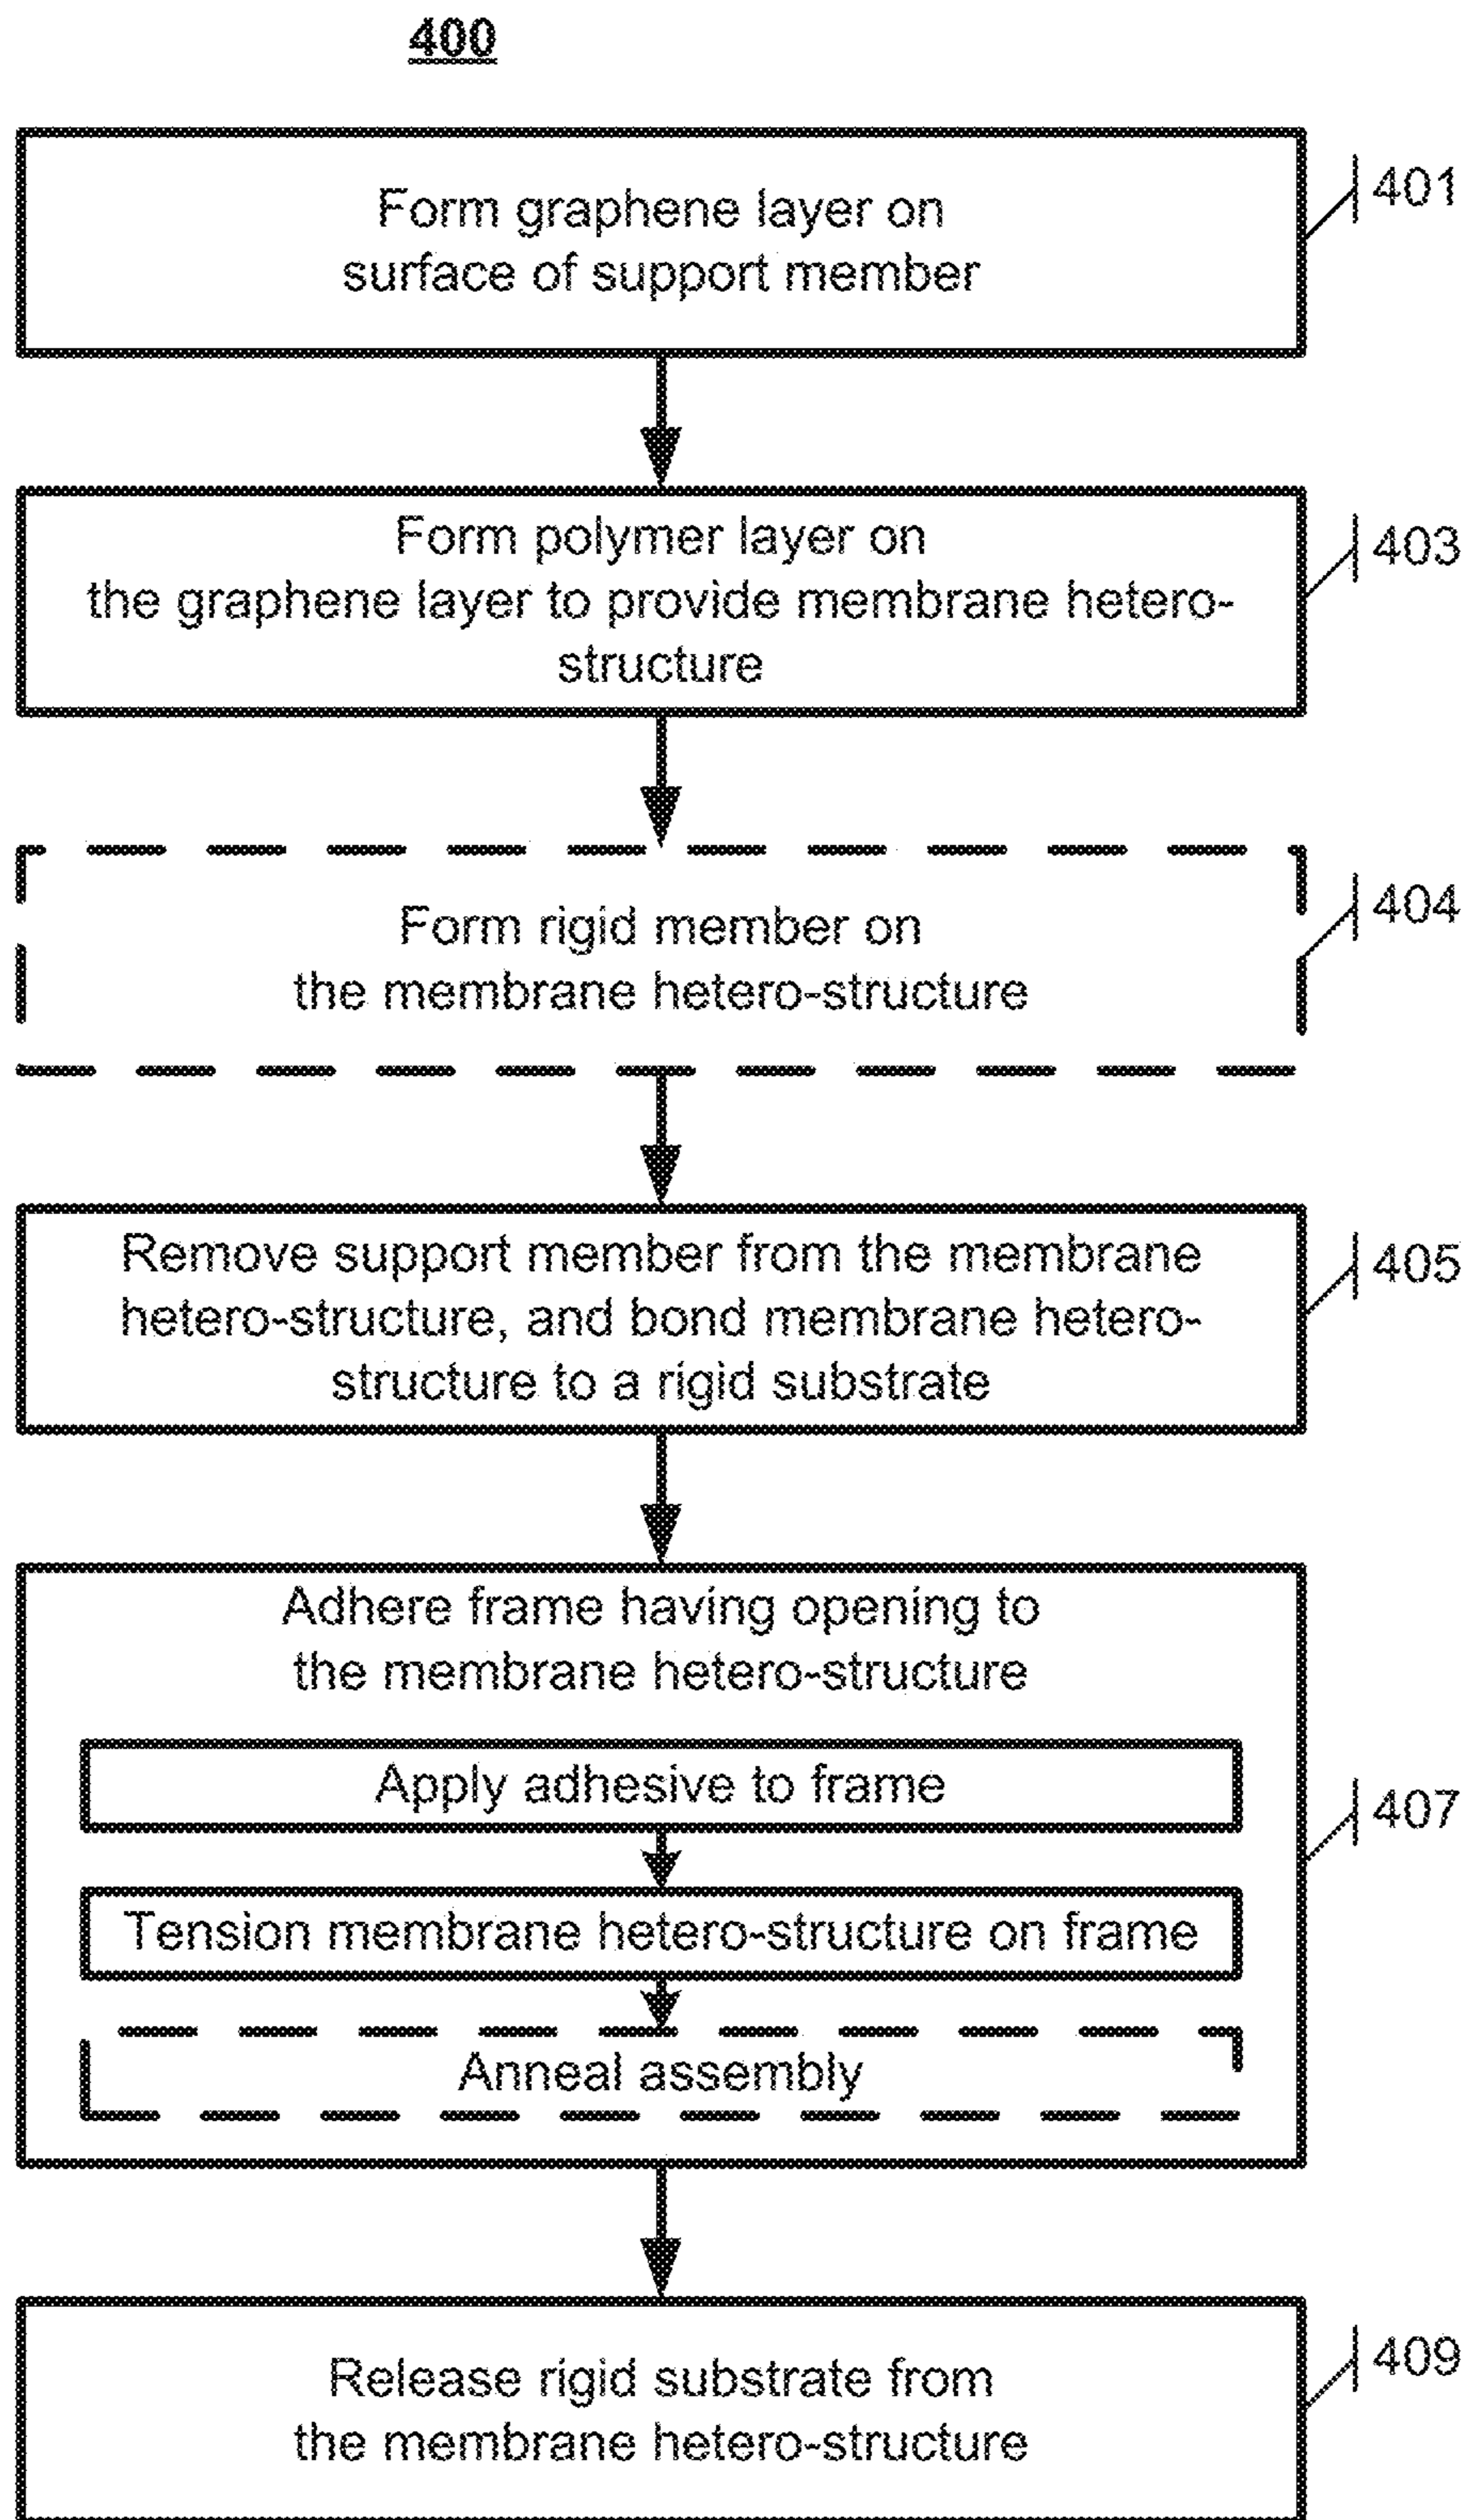 400
Form graphene layer on
surface of support member
401
Form polymer layer on
the graphene layer to provide membrane hetero-
structure
403
Form rigid member on
the membrane hetero-structure
404
Remove support member from the membrane
hetero-structure, and bond membrane hetero-
structure to a rigid substrate
405
Adhere frame having opening to
the membrane hetero-structure
Apply adhesive to frame
Tension membrane hetero-structure on frame
Anneal assembly
407
Release rigid substrate from
the membrane hetero-structure
409